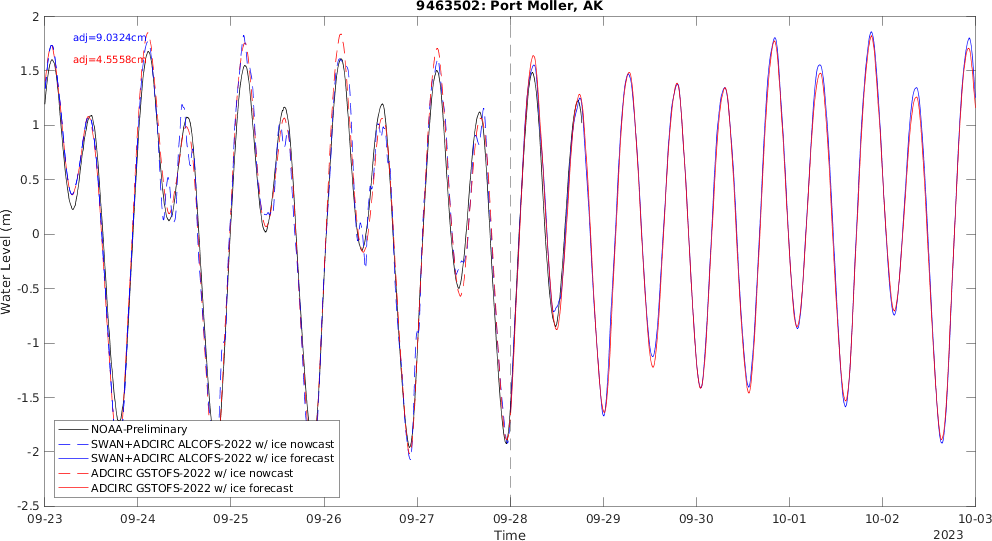 9463502: Port Moller, AK
adj=9.0324cm
adj=4.5558cm
Water Level (m)
2
1.5
1
0.5
0
-0.5
-1
-1.5
-2
-2.5
NOAA-Preliminary
SWAN+ADCIRC ALCOFS-2022 w/ ice nowcast
SWAN+ADCIRC ALCOFS-2022 w/ ice forecast
ADCIRC GSTOFS-2022 w/ ice nowcast
ADCIRC GSTOFS-2022 w/ ice forecast
09-23 09-24 09-25 09-26 09-27 09-28 09-29 09-30 10-01 10-02 10-03
Time
2023